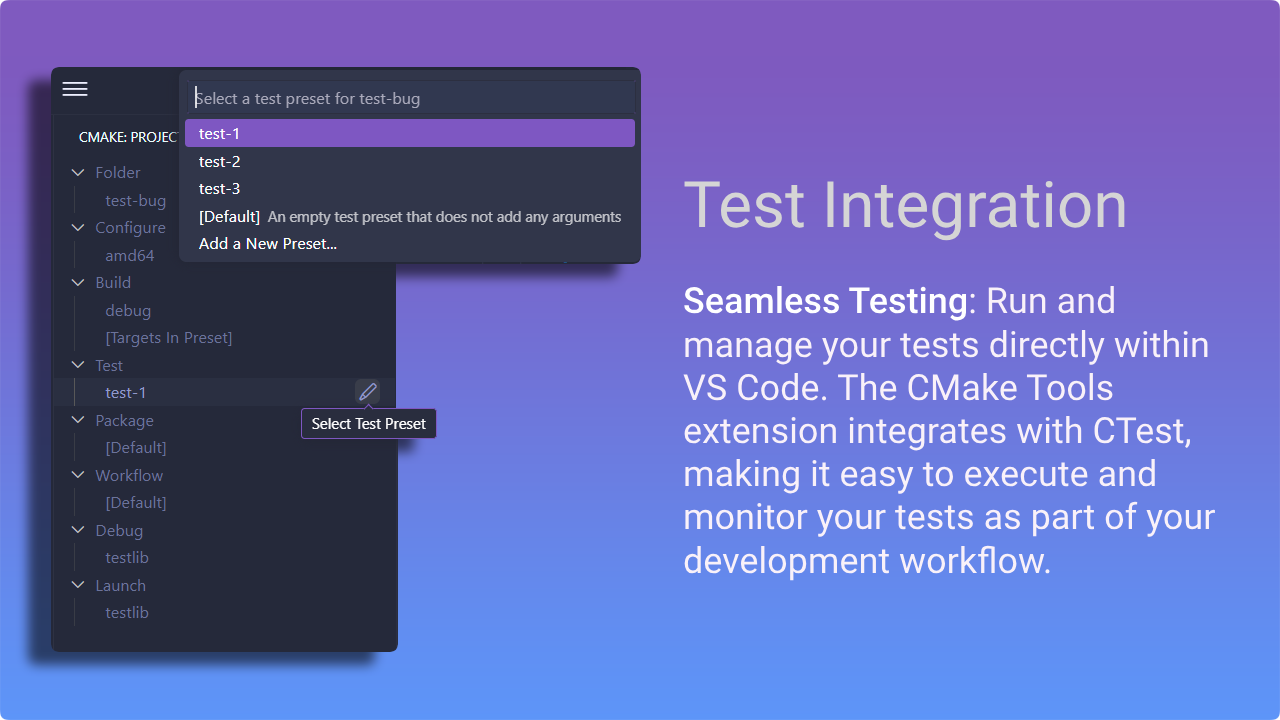 Select a test preset for test-bug
test-1
test-2
test-3
[Default] An empty test preset that does not add any arguments
Add a New Preset...
CMAKE: PROJEC
Folder
test-bug
Configure
amd64
Build
debug
[Targets In Preset]
Test
test-1
Select Test Preset
Package
[Default]
Workflow
[Default]
Debug
testlib
Launch
testlib
Test Integration
Seamless Testing: Run and
manage your tests directly within
VS Code. The CMake Tools
extension integrates with CTest,
making it easy to execute and
monitor your tests as part of your
development workflow.